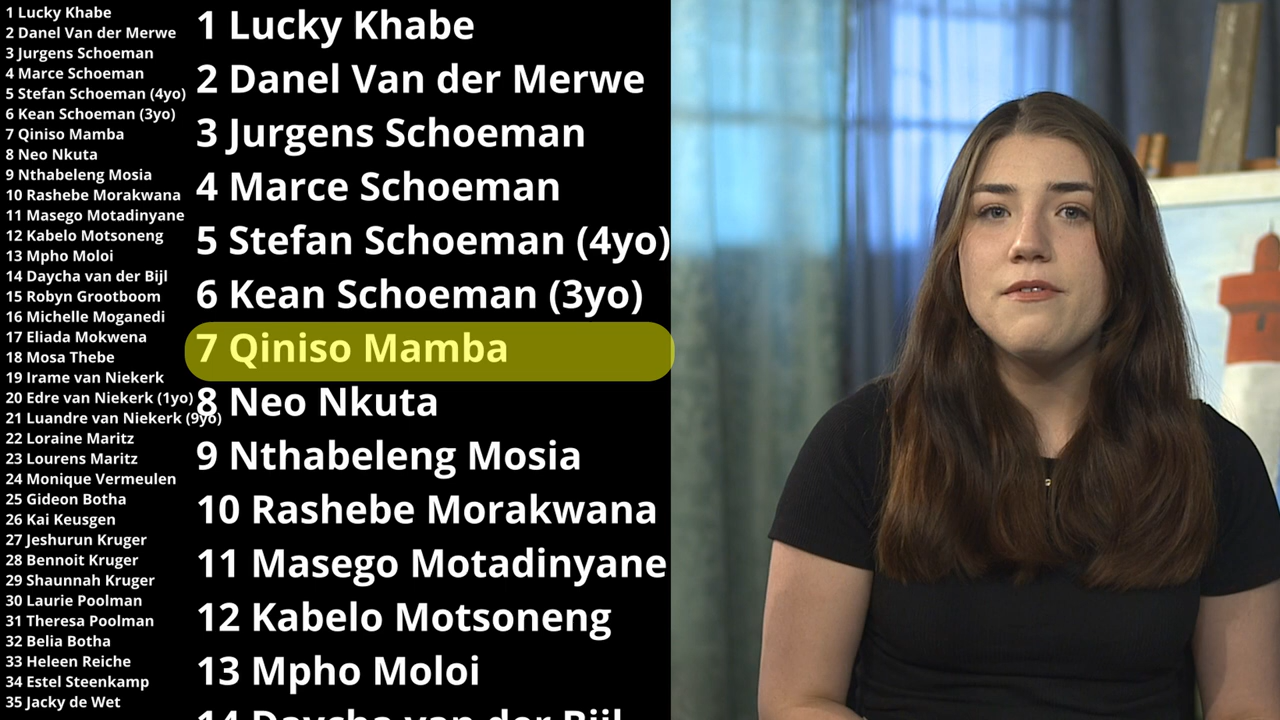 1 Lucky Khabe
2 Danel Van der Merwe
3 Jurgens Schoeman
4 Marce Schoeman
5 Stefan Schoeman (4yo)
6 Kean Schoeman (3yo)
7 Qiniso Mamba
8 Neo Nkuta
9 Nthabeleng Mosia
10 Rashebe Morakwana
11 Masego Motadinyane
12 Kabelo Motsoneng
13 Mpho Moloi
14 Daycha van der Bijl
15 Robyn Grootboom
16 Michelle Moganedi
17 Eliada Mokwena
18 Mosa Thebe
19 Irame van Niekerk
20 Edre van Niekerk (1yo)
21 Luandre van Niekerk (9yo)
22 Loraine Maritz
23 Lourens Maritz
24 Monique Vermeulen
25 Gideon Botha
26 Kai Keusgen
27 Jeshurun Kruger
28 Bennoit Kruger
29 Shaunnah Kruger
30 Laurie Poolman
31 Theresa Poolman
32 Belia Botha
33 Heleen Reiche
34 Estel Steenkamp
35 Jacky de Wet
1 Lucky Khabe
2 Danel Van der Merwe
3 Jurgens Schoeman
4 Marce Schoeman
5 Stefan Schoeman (4yo)
6 Kean Schoeman (3yo)
7 Qiniso Mamba
8 Neo Nkuta
9 Nthabeleng Mosia
10 Rashebe Morakwana
11 Masego Motadinyane
12 Kabelo Motsoneng
13 Mpho Moloi
14 Daycha van der Bijl